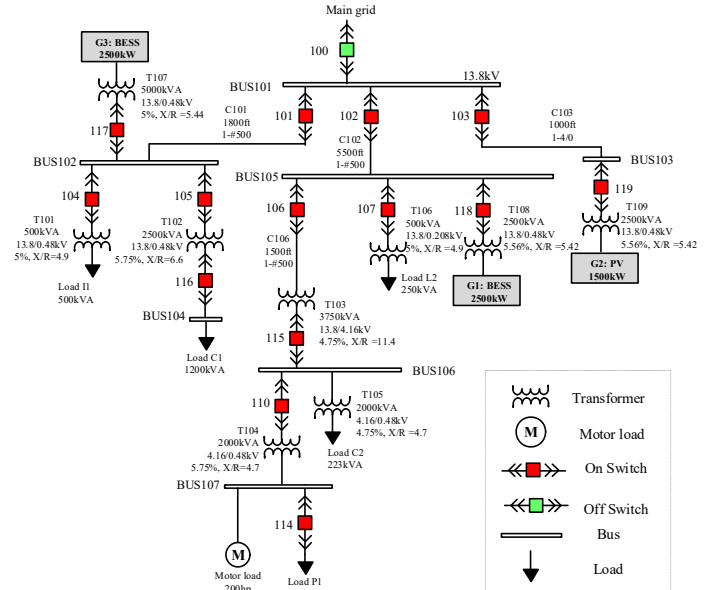 Main grid
G3: BESS
2500kW
100
T107
5000kVA
13.8/0.48kV
5%, X/R =5.44
13.8kV
BUS101
C101
1800ft
1-#500
101
102
103
C103
1000ft
1-4/0
117
C102
5500ft
1-#500
BUS102
BUS103
BUS105
104
105
106
107
118
119
T101
500kVA
13.8/0.48kV
5%, X/R=4.9
T102
2500kVA
13.8/0.48kV
5.75%, X/R=6.6
T106
500kVA
13.8/0.208kV
5%, X/R =4.9
T108
2500kVA
13.8/0.48kV
5.56%, X/R =5.42
T109
2500kVA
13.8/0.48kV
5.56%, X/R =5.42
C106
1500ft
1-#500
Load I1
500kVA
116
Load L2
250kVA
G1: BESS
2500kW
G2: PV
1500kW
BUS104
T103
3750kVA
13.8/4.16kV
4.75%, X/R =11.4
115
Load C1
1200kVA
BUS106
110
T105
2000kVA
4.16/0.48kV
4.75%, X/R =4.7
T104
2000kVA
4.16/0.48kV
5.75%, X/R=4.7
Load C2
223kVA
BUS107
114
M
Motor load
200hp
Load P1
Transformer
M
Motor load
On Switch
Off Switch
Bus
Load